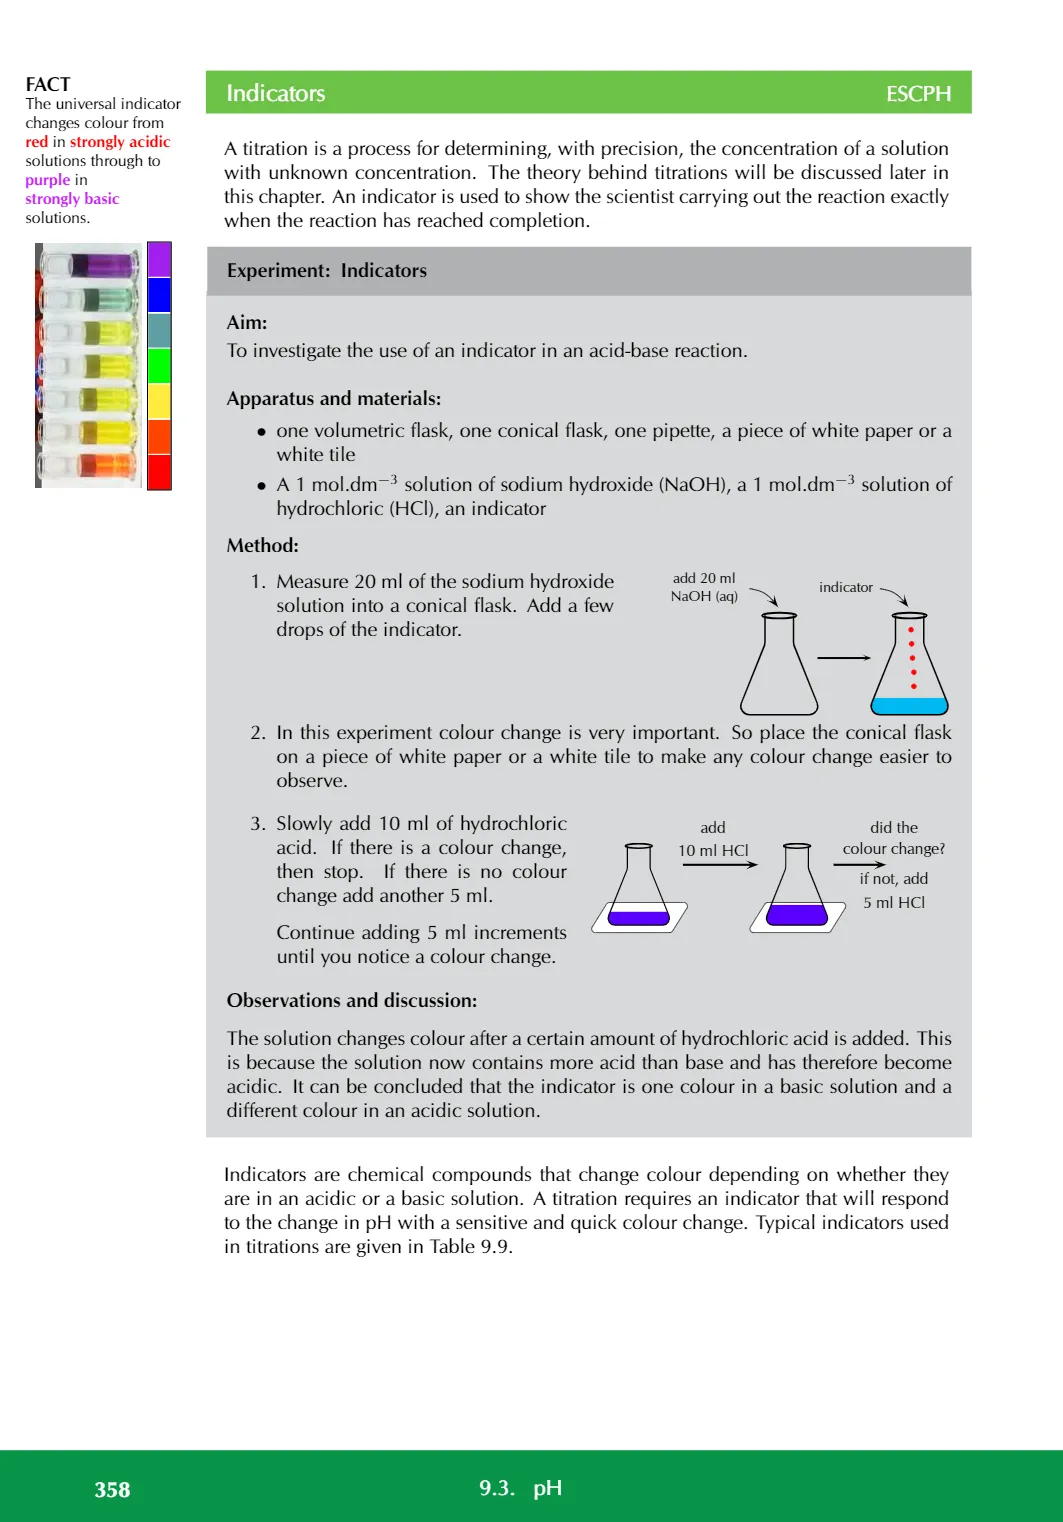 FACT
The universal indicator
changes colour from
red in strongly acidic
solutions through to
purple in
strongly basic
solutions.
Indicators ESCPH
A titration is a process for determining, with precision, the concentration of a solution
with unknown concentration. The theory behind titrations will be discussed later in
this chapter. An indicator is used to show the scientist carrying out the reaction exactly
when the reaction has reached completion.
Experiment: Indicators
Aim:
To investigate the use of an indicator in an acid-base reaction.
Apparatus and materials:
• one volumetric flask, one conical flask, one pipette, a piece of white paper or a
white tile
• A 1 mol.dm⁻³ solution of sodium hydroxide (NaOH), a 1 mol.dm⁻³ solution of
hydrochloric (HCl), an indicator
Method:
1. Measure 20 ml of the sodium hydroxide
solution into a conical flask. Add a few
drops of the indicator.
add 20 ml
NaOH (aq)
indicator
2. In this experiment colour change is very important. So place the conical flask
on a piece of white paper or a white tile to make any colour change easier to
observe.
3. Slowly add 10 ml of hydrochloric
acid. If there is a colour change,
then stop. If there is no colour
change add another 5 ml.
Continue adding 5 ml increments
until you notice a colour change.
add
10 ml HCl
did the
colour change?
if not, add
5 ml HCl
Observations and discussion:
The solution changes colour after a certain amount of hydrochloric acid is added. This
is because the solution now contains more acid than base and has therefore become
acidic. It can be concluded that the indicator is one colour in a basic solution and a
different colour in an acidic solution.
Indicators are chemical compounds that change colour depending on whether they
are in an acidic or a basic solution. A titration requires an indicator that will respond
to the change in pH with a sensitive and quick colour change. Typical indicators used
in titrations are given in Table 9.9.
358 9.3. pH